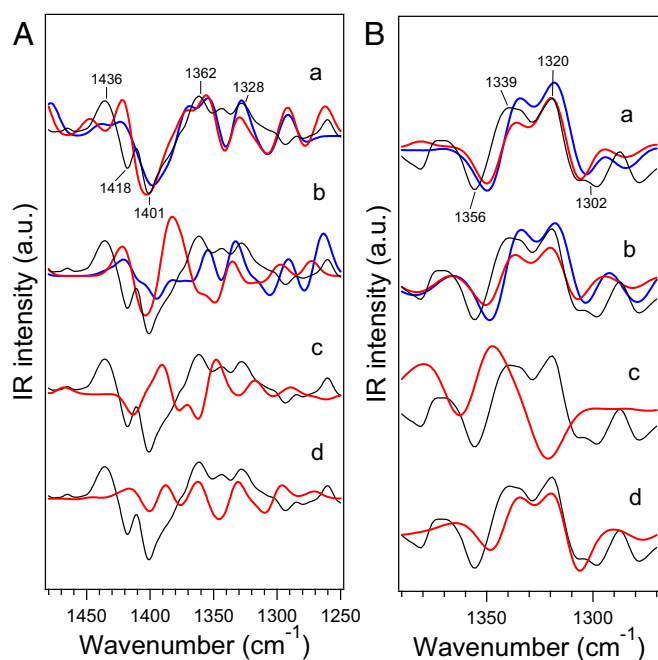 A
1436
1362
1328
a
1418
1401
b
c
d
IR intensity (a.u.)
1450 1400 1350 1300 1250
Wavenumber (cm⁻¹)
B
1320
1339
a
1356
1302
b
c
d
IR intensity (a.u.)
1350 1300
Wavenumber (cm⁻¹)